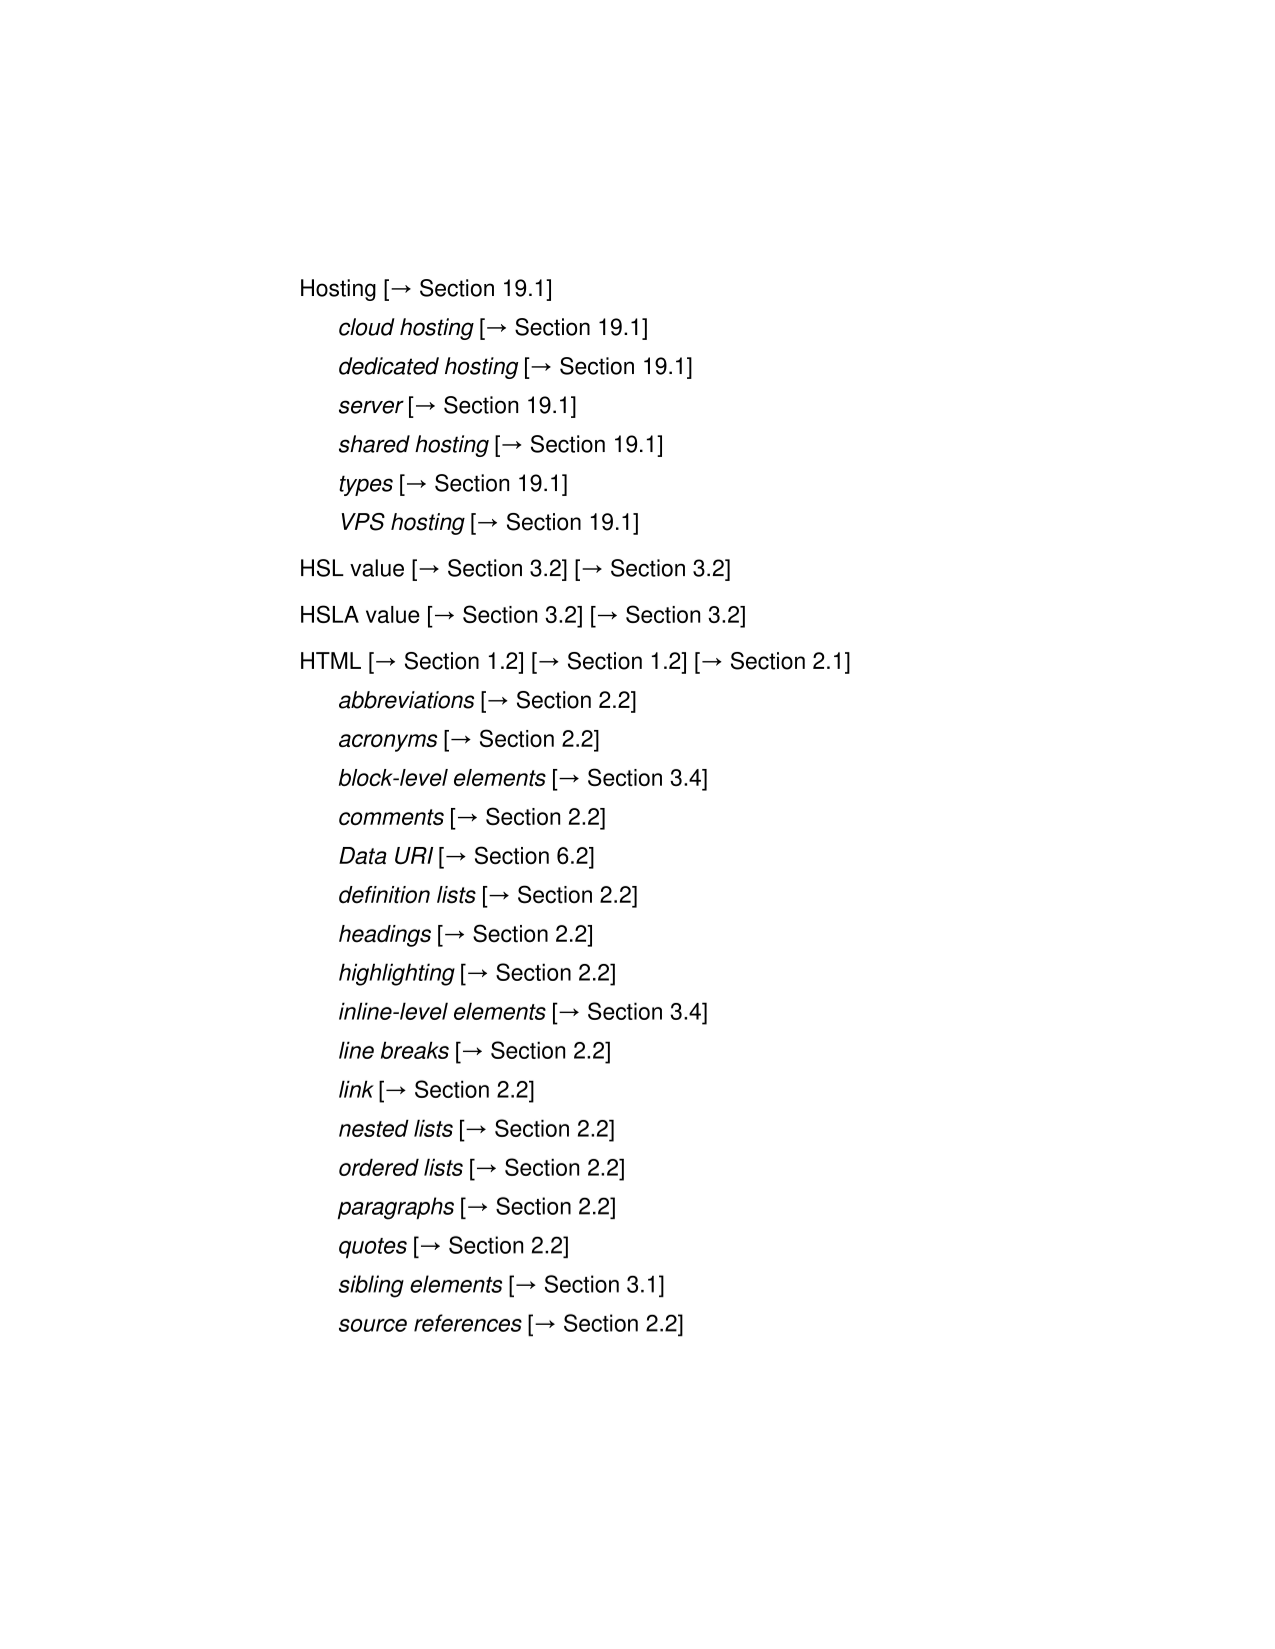 Hosting [→ Section 19.1]
cloud hosting [→ Section 19.1]
dedicated hosting [→ Section 19.1]
server [→ Section 19.1]
shared hosting [→ Section 19.1]
types [→ Section 19.1]
VPS hosting [→ Section 19.1]
HSL value [→ Section 3.2] [→ Section 3.2]
HSLA value [→ Section 3.2] [→ Section 3.2]
HTML [→ Section 1.2] [→ Section 1.2] [→ Section 2.1]
abbreviations [→ Section 2.2]
acronyms [→ Section 2.2]
block-level elements [→ Section 3.4]
comments [→ Section 2.2]
Data URI [→ Section 6.2]
definition lists [→ Section 2.2]
headings [→ Section 2.2]
highlighting [→ Section 2.2]
inline-level elements [→ Section 3.4]
line breaks [→ Section 2.2]
link [→ Section 2.2]
nested lists [→ Section 2.2]
ordered lists [→ Section 2.2]
paragraphs [→ Section 2.2]
quotes [→ Section 2.2]
sibling elements [→ Section 3.1]
source references [→ Section 2.2]